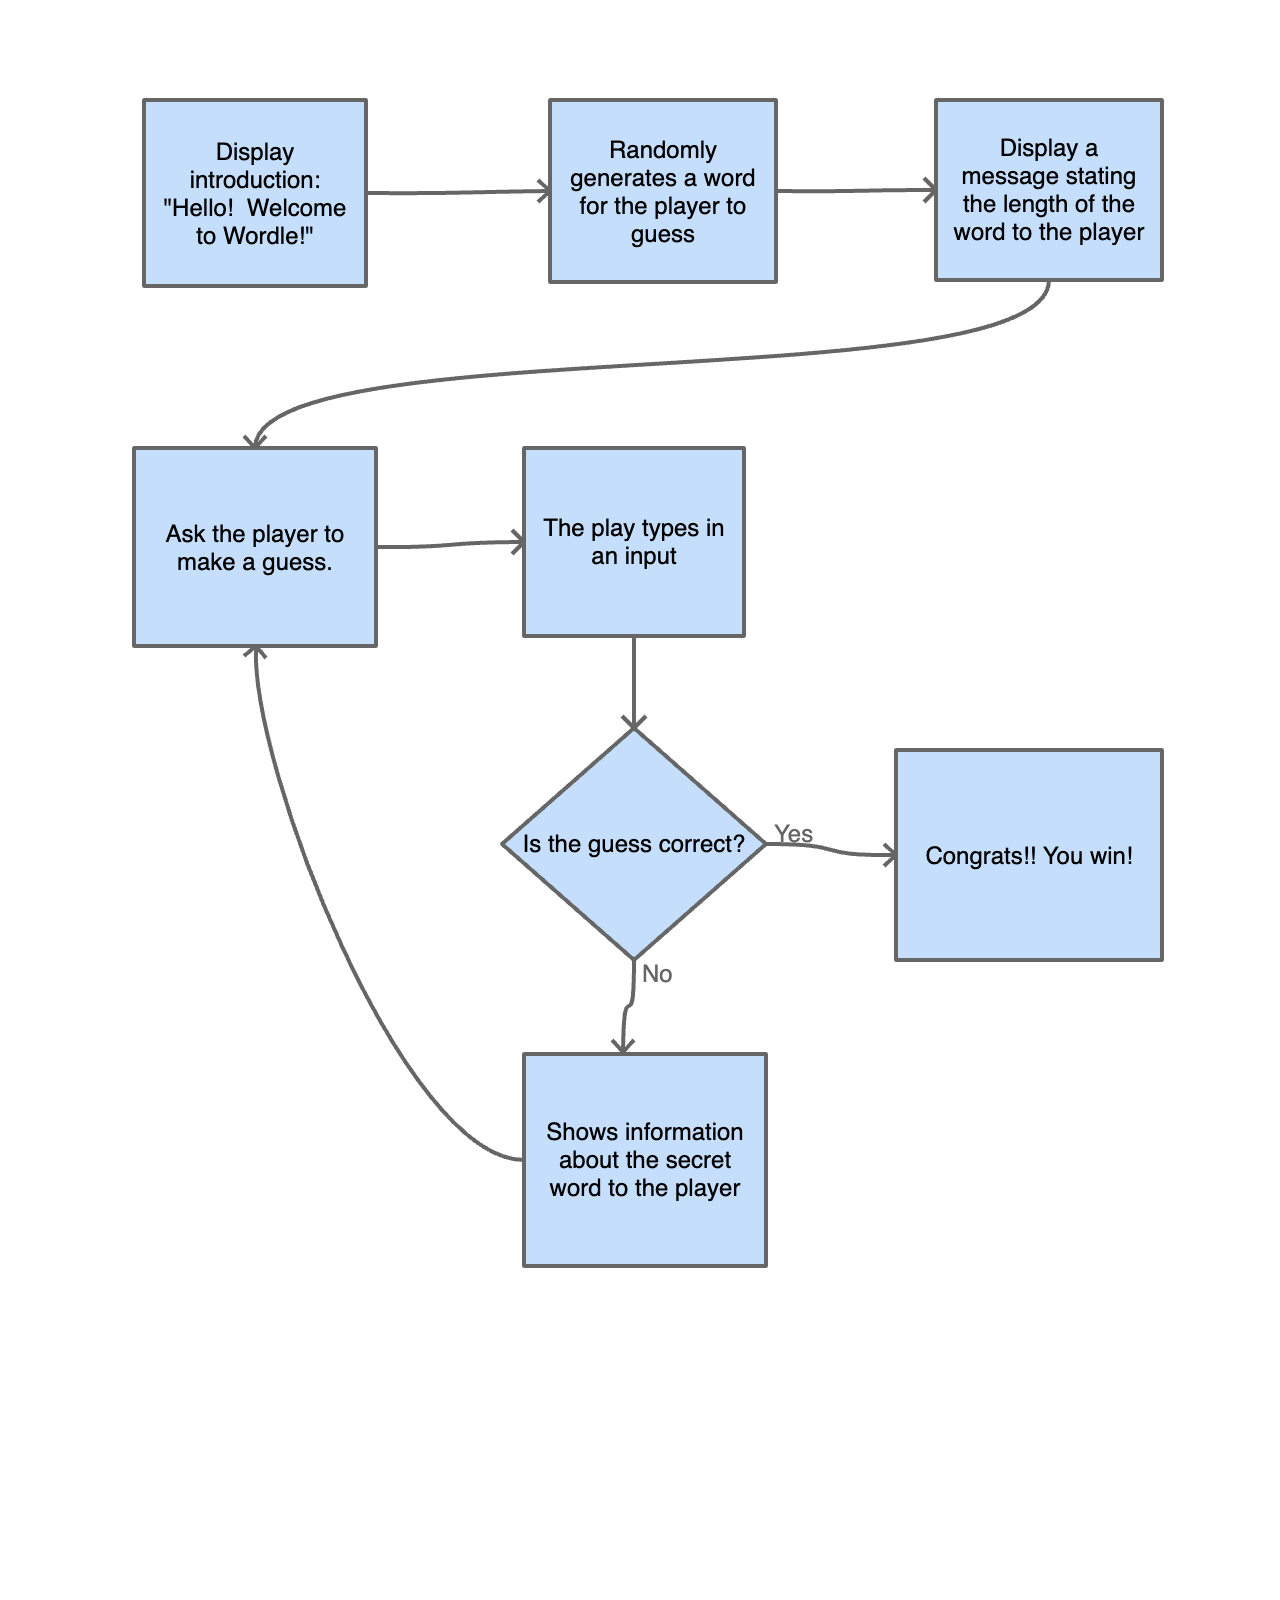 Display
introduction:
"Hello!  Welcome
to Wordle!"
Randomly
generates a word
for the player to
guess
Display a
message stating
the length of the
word to the player
Ask the player to
make a guess.
The play types in
an input
Is the guess correct?
Yes
Congrats!! You win!
No
Shows information
about the secret
word to the player